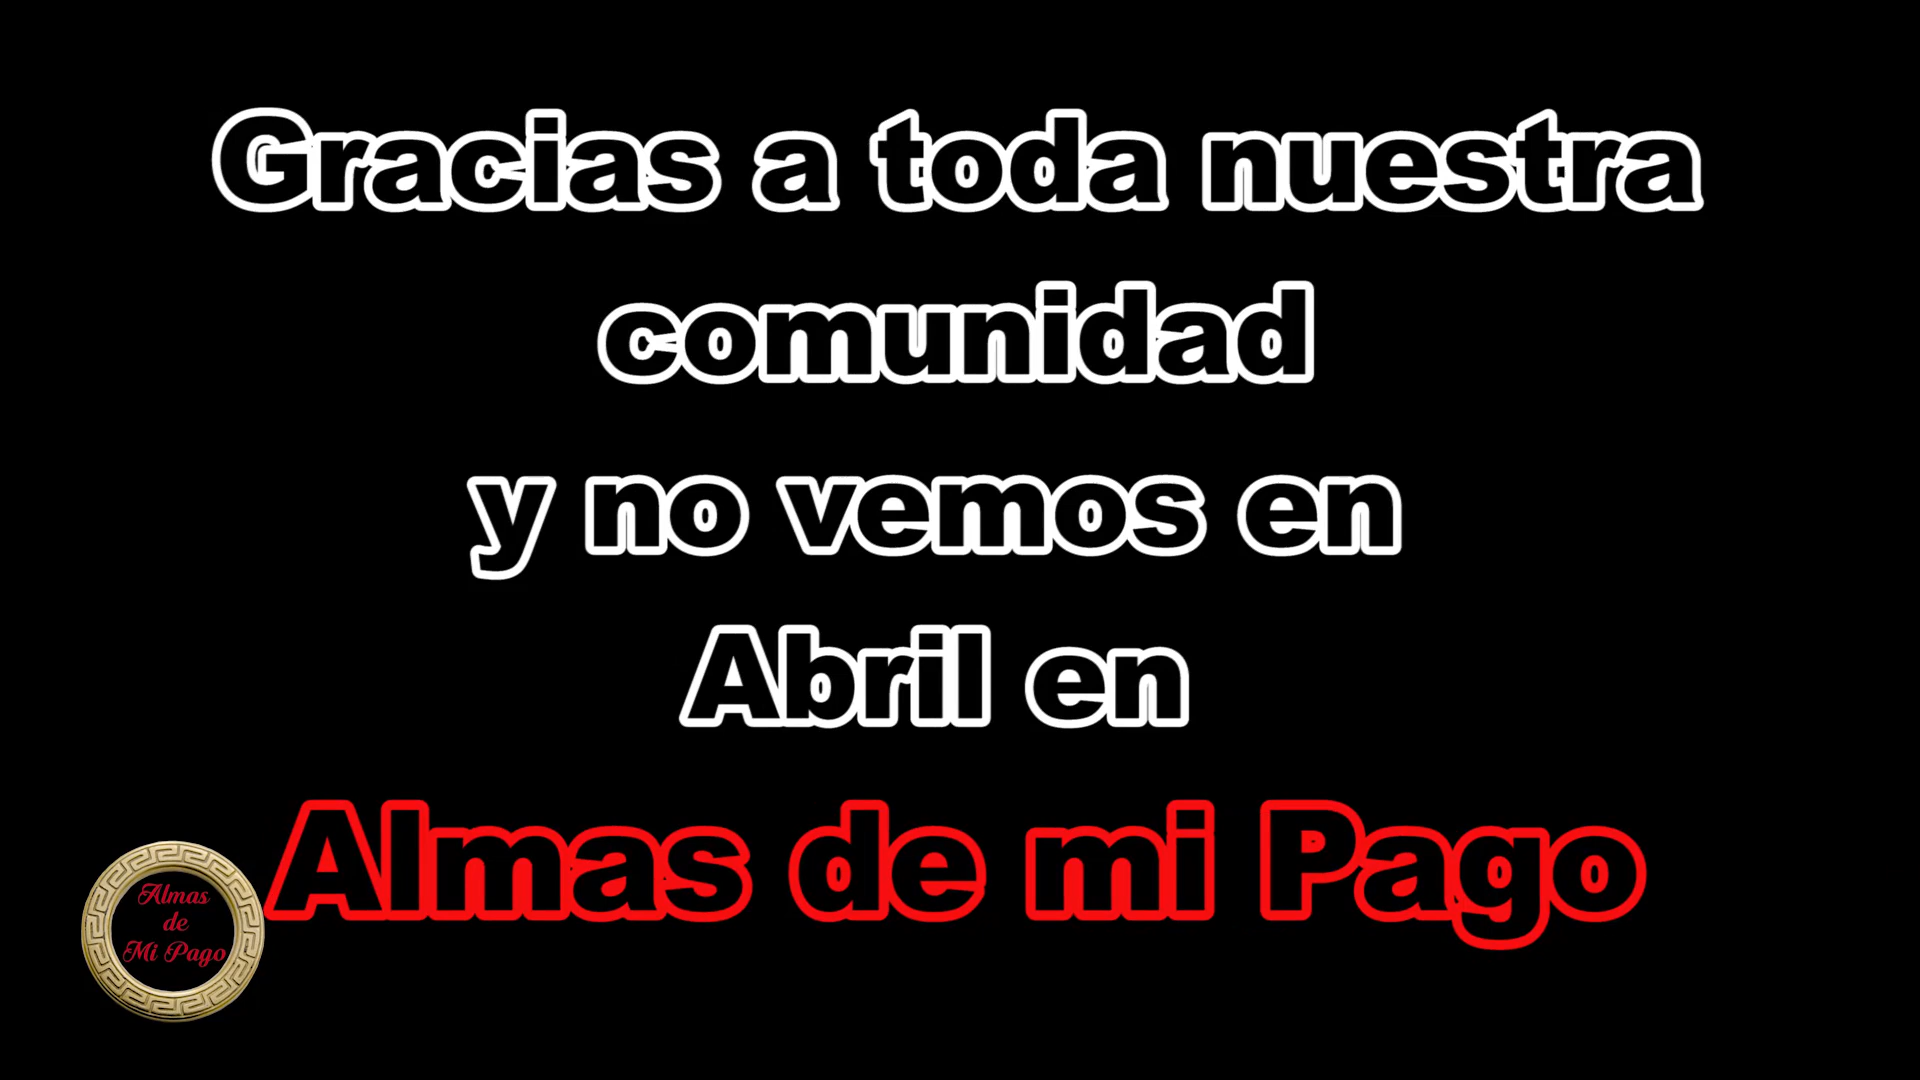 Gracias a toda nuestra
comunidad
y no vemos en
Abril en
Almas de mi Pago
Almas
de
Mi Pago